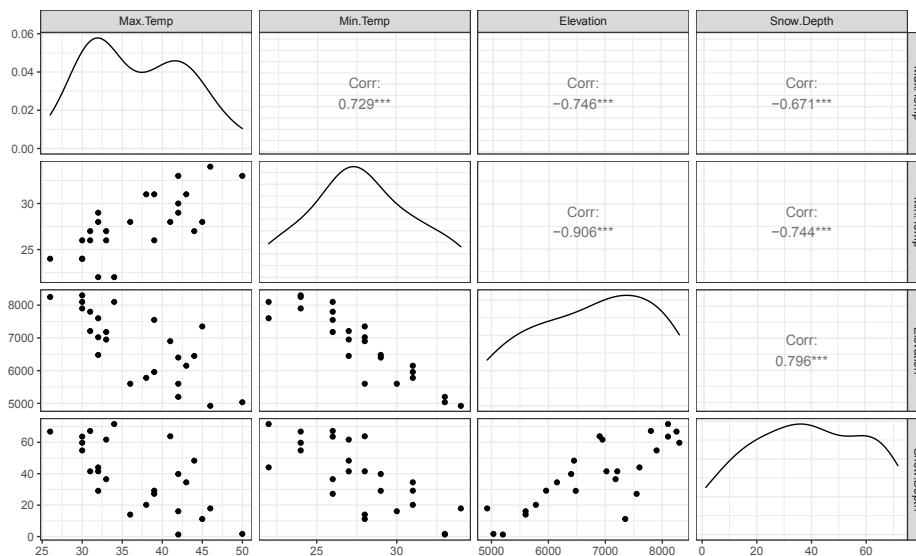 Max.Temp Min.Temp Elevation Snow.Depth
0.06
0.04
0.02
0.00
Corr:
0.729***
Corr:
−0.746***
Corr:
−0.671***
30
25
Corr:
−0.906***
Corr:
−0.744***
8000
7000
6000
5000
Corr:
0.796***
60
40
20
0
25 30 35 40 45 50 25 30 5000 6000 7000 8000 0 20 40 60